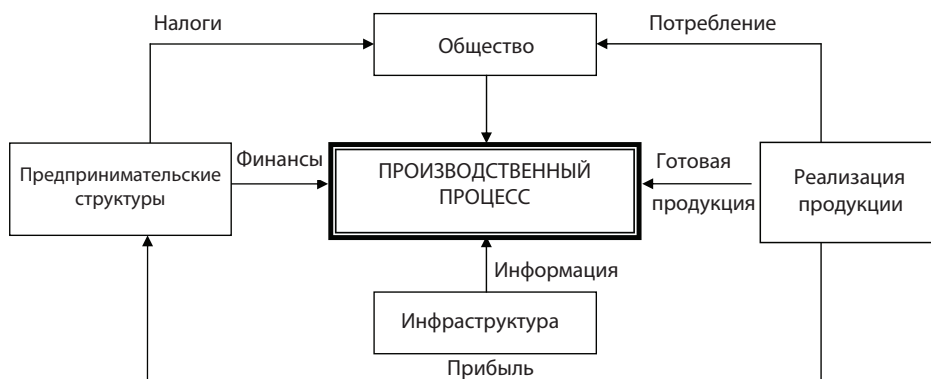 Налоги
Общество
Потребление
Предпринимательские
структуры
Финансы
ПРОИЗВОДСТВЕННЫЙ
ПРОЦЕСС
Готовая
продукция
Реализация
продукции
Информация
Инфраструктура
Прибыль